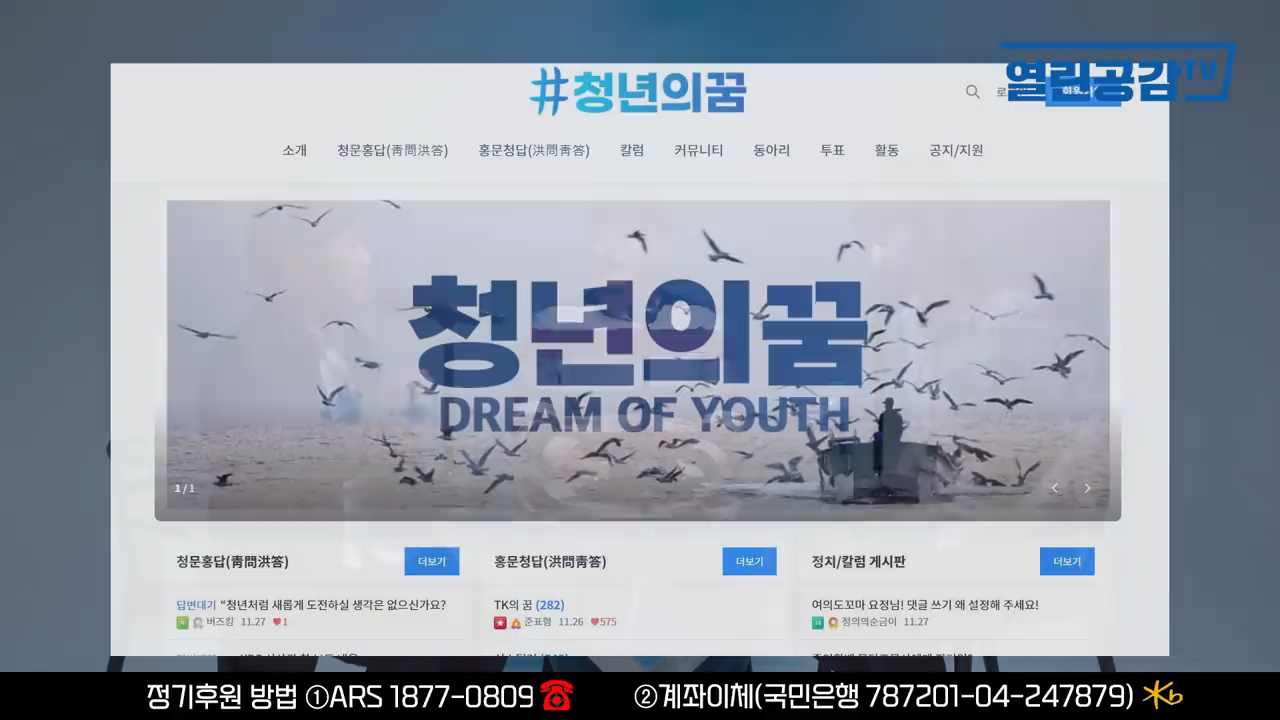 #청년의꿈
열린공감TV
소개 청문홍답(靑問洪答) 홍문청답(洪問靑答) 칼럼 커뮤니티 동아리 투표 활동 공지/지원
청년의꿈
DREAM OF YOUTH
1 / 1
청문홍답(靑問洪答) 더보기
답변대기 “청년처럼 새롭게 도전하실 생각은 없으신가요?
버즈킹 11.27 1
홍문청답(洪問靑答) 더보기
TK의 꿈 (282)
준표형 11.26 575
정치/칼럼 게시판 더보기
여의도꼬마 요정님! 댓글 쓰기 왜 설정해 주세요!
정의의순금이 11.27
정기후원 방법 ①ARS 1877-0809 ②계좌이체(국민은행 787201-04-247879)